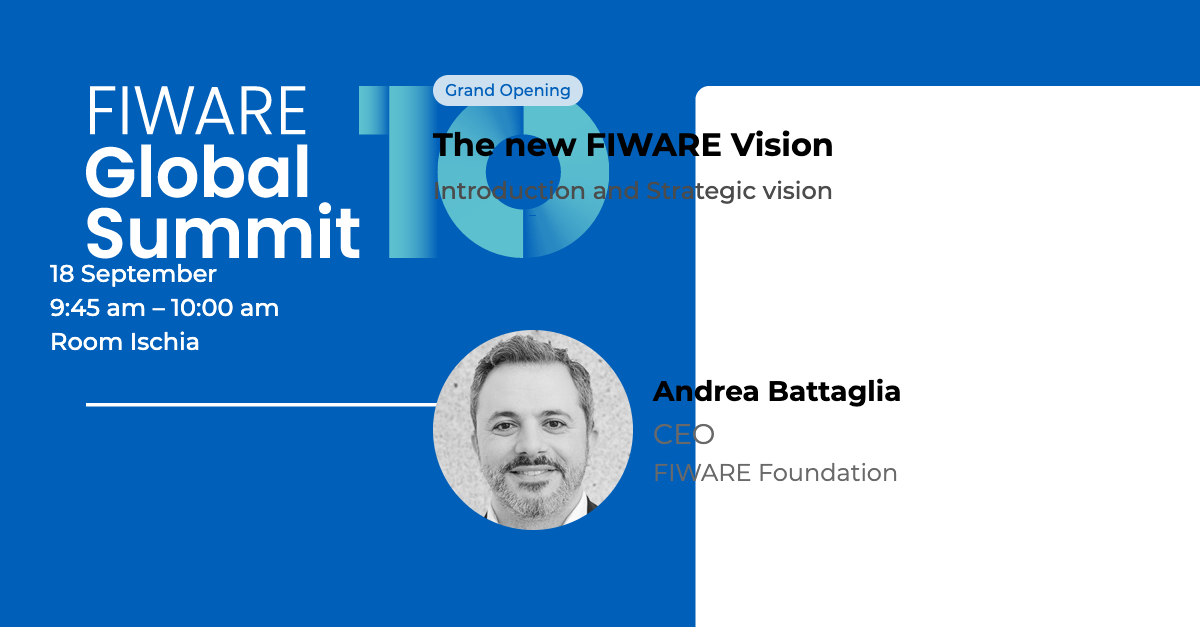 FIWARE
Global
Summit
10
18 September
9:45 am – 10:00 am
Room Ischia
Grand Opening
The new FIWARE Vision
Introduction and Strategic vision
Andrea Battaglia
CEO
FIWARE Foundation